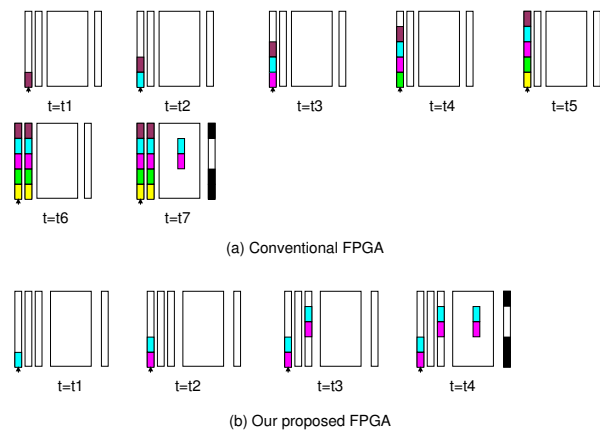 t=t1
t=t2
t=t3
t=t4
t=t5
t=t6
t=t7
(a) Conventional FPGA
t=t1
t=t2
t=t3
t=t4
(b) Our proposed FPGA